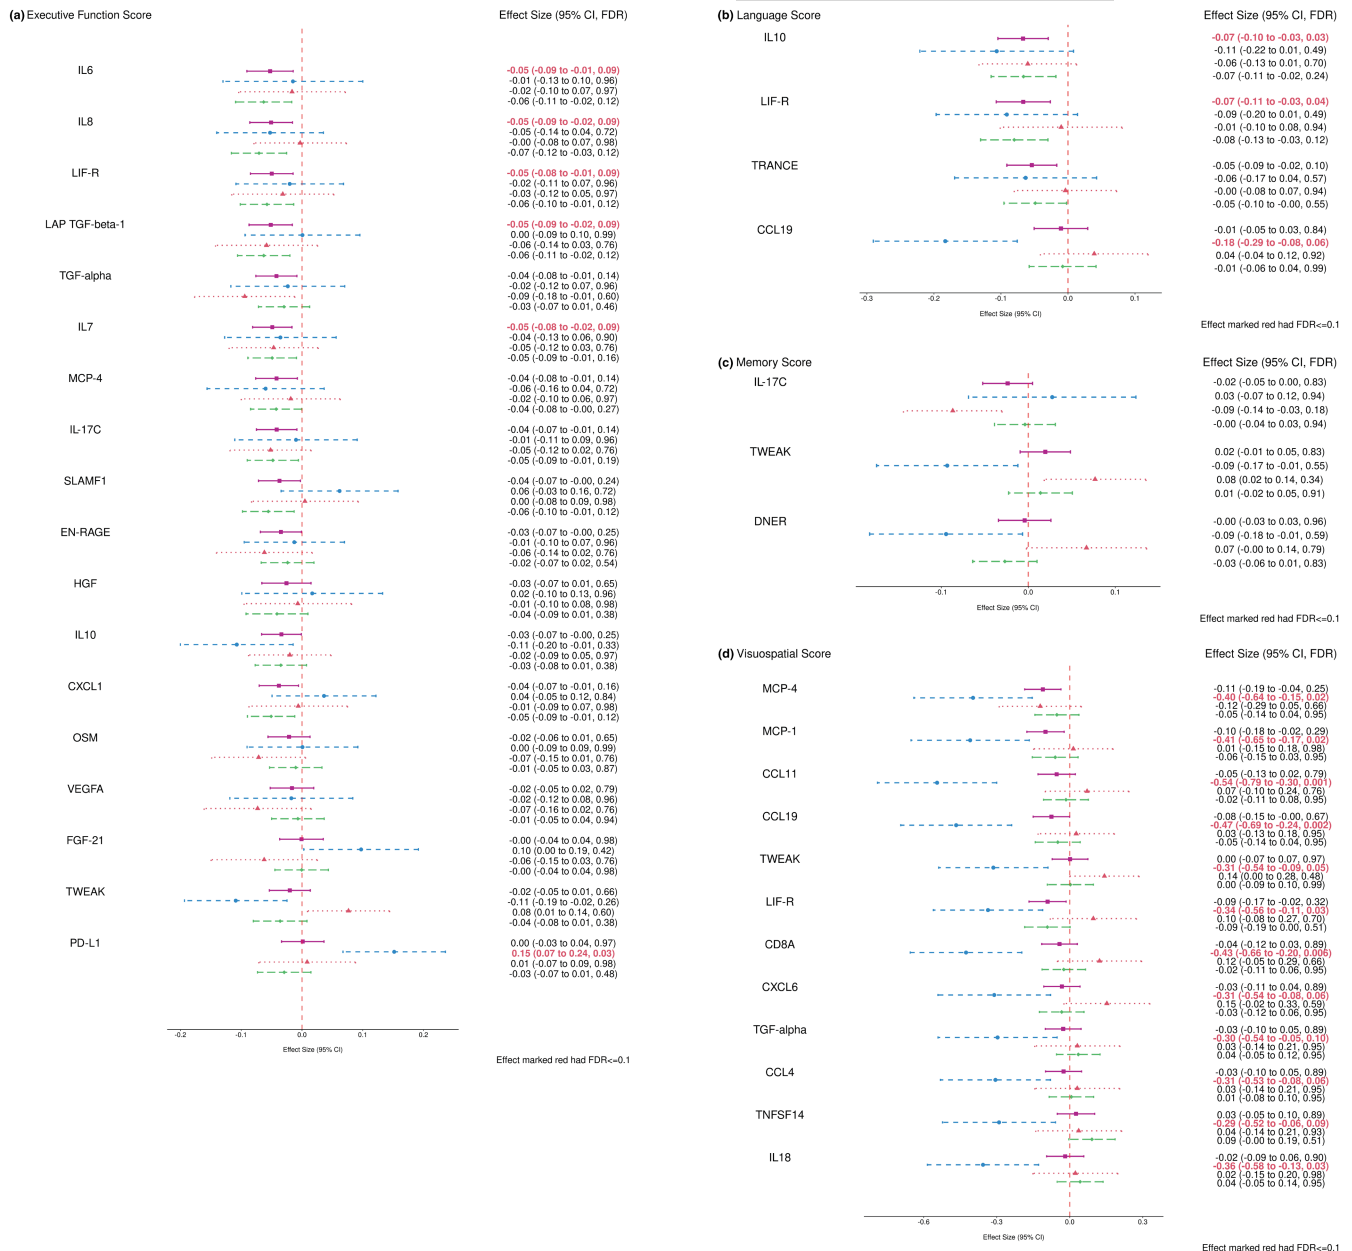 (a) Executive Function Score
Effect Size (95% CI, FDR)
IL6
-0.05 (-0.09 to -0.01, 0.09)
-0.01 (-0.13 to 0.10, 0.96)
-0.02 (-0.10 to 0.07, 0.97)
-0.06 (-0.11 to -0.02, 0.12)
IL8
-0.05 (-0.09 to -0.02, 0.09)
-0.05 (-0.14 to 0.04, 0.72)
-0.00 (-0.08 to 0.07, 0.98)
-0.07 (-0.12 to -0.03, 0.12)
LIF-R
-0.05 (-0.08 to -0.01, 0.09)
-0.02 (-0.11 to 0.07, 0.96)
-0.03 (-0.12 to 0.05, 0.97)
-0.06 (-0.10 to -0.01, 0.12)
LAP TGF-beta-1
-0.05 (-0.09 to -0.02, 0.09)
0.00 (-0.09 to 0.10, 0.99)
-0.06 (-0.14 to 0.03, 0.76)
-0.06 (-0.11 to -0.02, 0.12)
TGF-alpha
-0.04 (-0.08 to -0.01, 0.14)
-0.02 (-0.12 to 0.07, 0.96)
-0.09 (-0.18 to -0.01, 0.60)
-0.03 (-0.07 to 0.01, 0.46)
IL7
-0.05 (-0.08 to -0.02, 0.09)
-0.04 (-0.13 to 0.06, 0.90)
-0.05 (-0.12 to 0.03, 0.76)
-0.05 (-0.09 to -0.01, 0.16)
MCP-4
-0.04 (-0.08 to -0.01, 0.14)
-0.06 (-0.16 to 0.04, 0.72)
-0.02 (-0.10 to 0.06, 0.97)
-0.04 (-0.08 to -0.00, 0.27)
IL-17C
-0.04 (-0.07 to -0.01, 0.14)
-0.01 (-0.11 to 0.09, 0.96)
-0.05 (-0.12 to 0.02, 0.76)
-0.05 (-0.09 to -0.01, 0.19)
SLAMF1
-0.04 (-0.07 to -0.00, 0.24)
0.06 (-0.03 to 0.16, 0.72)
0.00 (-0.08 to 0.09, 0.98)
-0.06 (-0.10 to -0.01, 0.12)
EN-RAGE
-0.03 (-0.07 to -0.00, 0.25)
-0.01 (-0.10 to 0.07, 0.96)
-0.06 (-0.14 to 0.02, 0.76)
-0.02 (-0.07 to 0.02, 0.54)
HGF
-0.03 (-0.07 to 0.01, 0.65)
0.02 (-0.10 to 0.13, 0.96)
-0.01 (-0.10 to 0.08, 0.98)
-0.04 (-0.09 to 0.01, 0.38)
IL10
-0.03 (-0.07 to -0.00, 0.25)
-0.11 (-0.20 to -0.01, 0.33)
-0.02 (-0.09 to 0.05, 0.97)
-0.03 (-0.08 to 0.01, 0.38)
CXCL1
-0.04 (-0.07 to -0.01, 0.16)
0.04 (-0.05 to 0.12, 0.84)
-0.01 (-0.09 to 0.07, 0.98)
-0.05 (-0.09 to -0.01, 0.12)
OSM
-0.02 (-0.06 to 0.01, 0.65)
0.00 (-0.09 to 0.09, 0.99)
-0.07 (-0.15 to 0.01, 0.76)
-0.01 (-0.05 to 0.03, 0.87)
VEGFA
-0.02 (-0.05 to 0.02, 0.79)
-0.02 (-0.12 to 0.08, 0.96)
-0.07 (-0.16 to 0.02, 0.76)
-0.01 (-0.05 to 0.04, 0.94)
FGF-21
-0.00 (-0.04 to 0.04, 0.98)
0.10 (0.00 to 0.19, 0.42)
-0.06 (-0.15 to 0.03, 0.76)
-0.00 (-0.04 to 0.04, 0.98)
TWEAK
-0.02 (-0.05 to 0.01, 0.66)
-0.11 (-0.19 to -0.02, 0.26)
0.08 (0.01 to 0.14, 0.60)
-0.04 (-0.08 to 0.01, 0.38)
PD-L1
0.00 (-0.03 to 0.04, 0.97)
0.15 (0.07 to 0.24, 0.03)
0.01 (-0.07 to 0.09, 0.98)
-0.03 (-0.07 to 0.01, 0.48)
-0.2 -0.1 0.0 0.1 0.2
Effect Size (95% CI)
Effect marked red had FDR<=0.1
(b) Language Score
Effect Size (95% CI, FDR)
IL10
-0.07 (-0.10 to -0.03, 0.03)
-0.11 (-0.22 to 0.01, 0.49)
-0.06 (-0.13 to 0.01, 0.70)
-0.07 (-0.11 to -0.02, 0.24)
LIF-R
-0.07 (-0.11 to -0.03, 0.04)
-0.09 (-0.20 to 0.01, 0.49)
-0.01 (-0.10 to 0.08, 0.94)
-0.08 (-0.13 to -0.03, 0.12)
TRANCE
-0.05 (-0.09 to -0.02, 0.10)
-0.06 (-0.17 to 0.04, 0.57)
-0.00 (-0.08 to 0.07, 0.94)
-0.05 (-0.10 to -0.00, 0.55)
CCL19
-0.01 (-0.05 to 0.03, 0.84)
-0.18 (-0.29 to -0.08, 0.06)
0.04 (-0.04 to 0.12, 0.92)
-0.01 (-0.06 to 0.04, 0.99)
-0.3 -0.2 -0.1 0.0 0.1
Effect Size (95% CI)
Effect marked red had FDR<=0.1
(c) Memory Score
Effect Size (95% CI, FDR)
IL-17C
-0.02 (-0.05 to 0.00, 0.83)
0.03 (-0.07 to 0.12, 0.94)
-0.09 (-0.14 to -0.03, 0.18)
-0.00 (-0.04 to 0.03, 0.94)
TWEAK
0.02 (-0.01 to 0.05, 0.83)
-0.09 (-0.17 to -0.01, 0.55)
0.08 (0.02 to 0.14, 0.34)
0.01 (-0.02 to 0.05, 0.91)
DNER
-0.00 (-0.03 to 0.03, 0.96)
-0.09 (-0.18 to -0.01, 0.59)
0.07 (-0.00 to 0.14, 0.79)
-0.03 (-0.06 to 0.01, 0.83)
-0.1 0.0 0.1
Effect Size (95% CI)
Effect marked red had FDR<=0.1
(d) Visuospatial Score
Effect Size (95% CI, FDR)
MCP-4
-0.11 (-0.19 to -0.04, 0.25)
-0.40 (-0.64 to -0.15, 0.02)
-0.12 (-0.29 to 0.05, 0.66)
-0.05 (-0.14 to 0.04, 0.95)
MCP-1
-0.10 (-0.18 to -0.02, 0.29)
-0.41 (-0.65 to -0.17, 0.02)
0.01 (-0.15 to 0.18, 0.98)
-0.06 (-0.15 to 0.03, 0.95)
CCL11
-0.05 (-0.13 to 0.02, 0.79)
-0.54 (-0.79 to -0.30, 0.001)
0.07 (-0.10 to 0.24, 0.76)
-0.02 (-0.11 to 0.08, 0.95)
CCL19
-0.08 (-0.15 to -0.00, 0.67)
-0.47 (-0.69 to -0.24, 0.002)
0.03 (-0.13 to 0.18, 0.95)
-0.05 (-0.14 to 0.04, 0.95)
TWEAK
0.00 (-0.07 to 0.07, 0.97)
-0.31 (-0.54 to -0.09, 0.05)
0.14 (0.00 to 0.28, 0.48)
0.00 (-0.09 to 0.10, 0.99)
LIF-R
-0.09 (-0.17 to -0.02, 0.32)
-0.34 (-0.56 to -0.11, 0.03)
0.10 (-0.08 to 0.27, 0.70)
-0.09 (-0.19 to 0.00, 0.51)
CD8A
-0.04 (-0.12 to 0.03, 0.89)
-0.43 (-0.66 to -0.20, 0.006)
0.12 (-0.05 to 0.29, 0.66)
-0.02 (-0.11 to 0.06, 0.95)
CXCL6
-0.03 (-0.11 to 0.04, 0.89)
-0.31 (-0.54 to -0.08, 0.06)
0.15 (-0.02 to 0.33, 0.59)
-0.03 (-0.12 to 0.06, 0.95)
TGF-alpha
-0.03 (-0.10 to 0.05, 0.89)
-0.30 (-0.54 to -0.05, 0.10)
0.03 (-0.14 to 0.21, 0.95)
0.04 (-0.05 to 0.12, 0.95)
CCL4
-0.03 (-0.10 to 0.05, 0.89)
-0.31 (-0.53 to -0.08, 0.06)
0.03 (-0.14 to 0.21, 0.95)
0.01 (-0.08 to 0.10, 0.95)
TNFSF14
0.03 (-0.05 to 0.10, 0.89)
-0.29 (-0.52 to -0.06, 0.09)
0.04 (-0.14 to 0.21, 0.93)
0.09 (-0.00 to 0.19, 0.51)
IL18
-0.02 (-0.09 to 0.06, 0.90)
-0.36 (-0.58 to -0.13, 0.03)
0.02 (-0.15 to 0.20, 0.98)
0.04 (-0.05 to 0.14, 0.95)
-0.6 -0.3 0.0 0.3
Effect Size (95% CI)
Effect marked red had FDR<=0.1